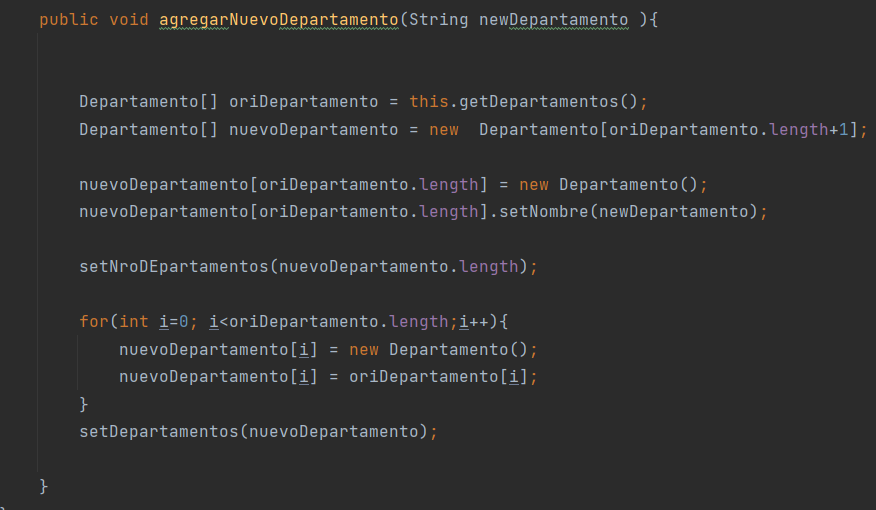 public void agregarNuevoDepartamento(String newDepartamento ){
Departamento[] oriDepartamento = this.getDepartamentos();
Departamento[] nuevoDepartamento = new  Departamento[oriDepartamento.length+1];
nuevoDepartamento[oriDepartamento.length] = new Departamento();
nuevoDepartamento[oriDepartamento.length].setNombre(newDepartamento);
setNroDEpartamentos(nuevoDepartamento.length);
for(int i=0; i<oriDepartamento.length;i++){
nuevoDepartamento[i] = new Departamento();
nuevoDepartamento[i] = oriDepartamento[i];
}
setDepartamentos(nuevoDepartamento);
}